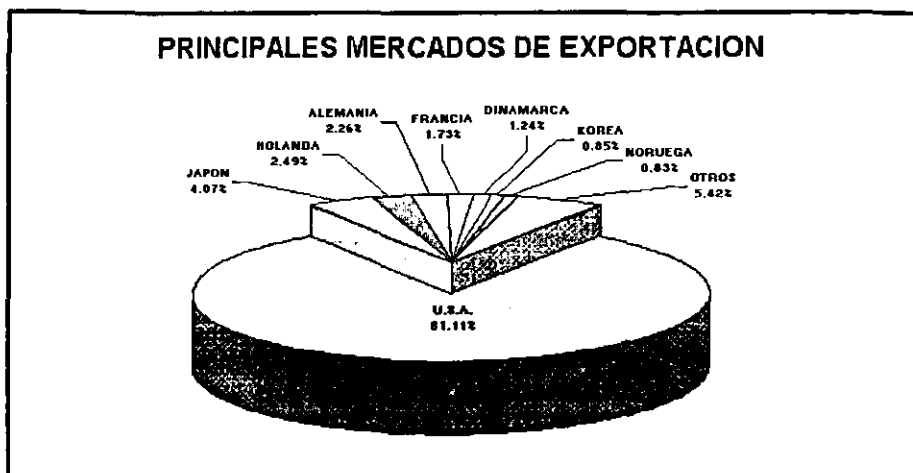 PRINCIPALES MERCADOS DE EXPORTACION
ALEMANIA
2.26%
FRANCIA
1.73%
DINAMARCA
1.24%
KOREA
0.85%
NORUEGA
0.83%
HOLANDA
2.49%
JAPON
4.07%
OTROS
5.42%
U.S.A.
81.11%